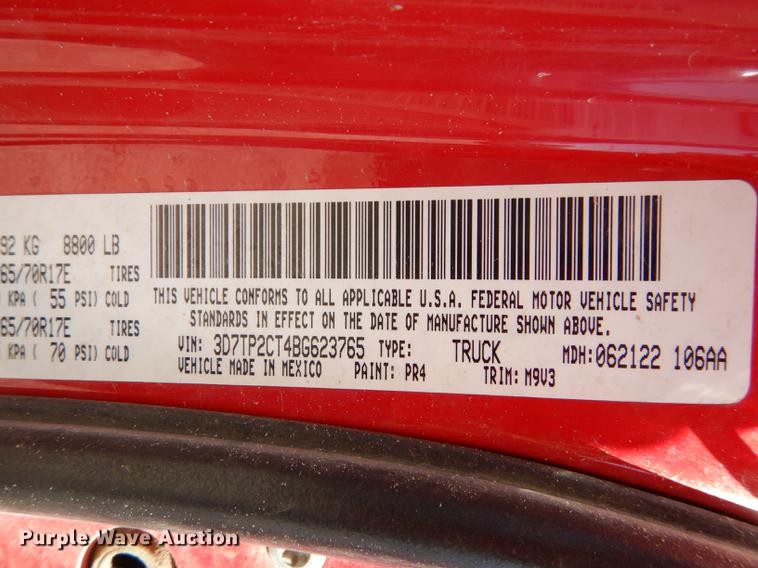 92 KG 8800 LB
65/70R17E TIRES
KPA ( 55 PSI) COLD
65/70R17E TIRES
KPA ( 70 PSI) COLD
THIS VEHICLE CONFORMS TO ALL APPLICABLE U.S.A. FEDERAL MOTOR VEHICLE SAFETY
STANDARDS IN EFFECT ON THE DATE OF MANUFACTURE SHOWN ABOVE.
VIN: 3D7TP2CT4BG623765 TYPE: TRUCK MDH: 062122 106AA
VEHICLE MADE IN MEXICO PAINT: PR4 TRIM: M9V3
Purple Wave Auction